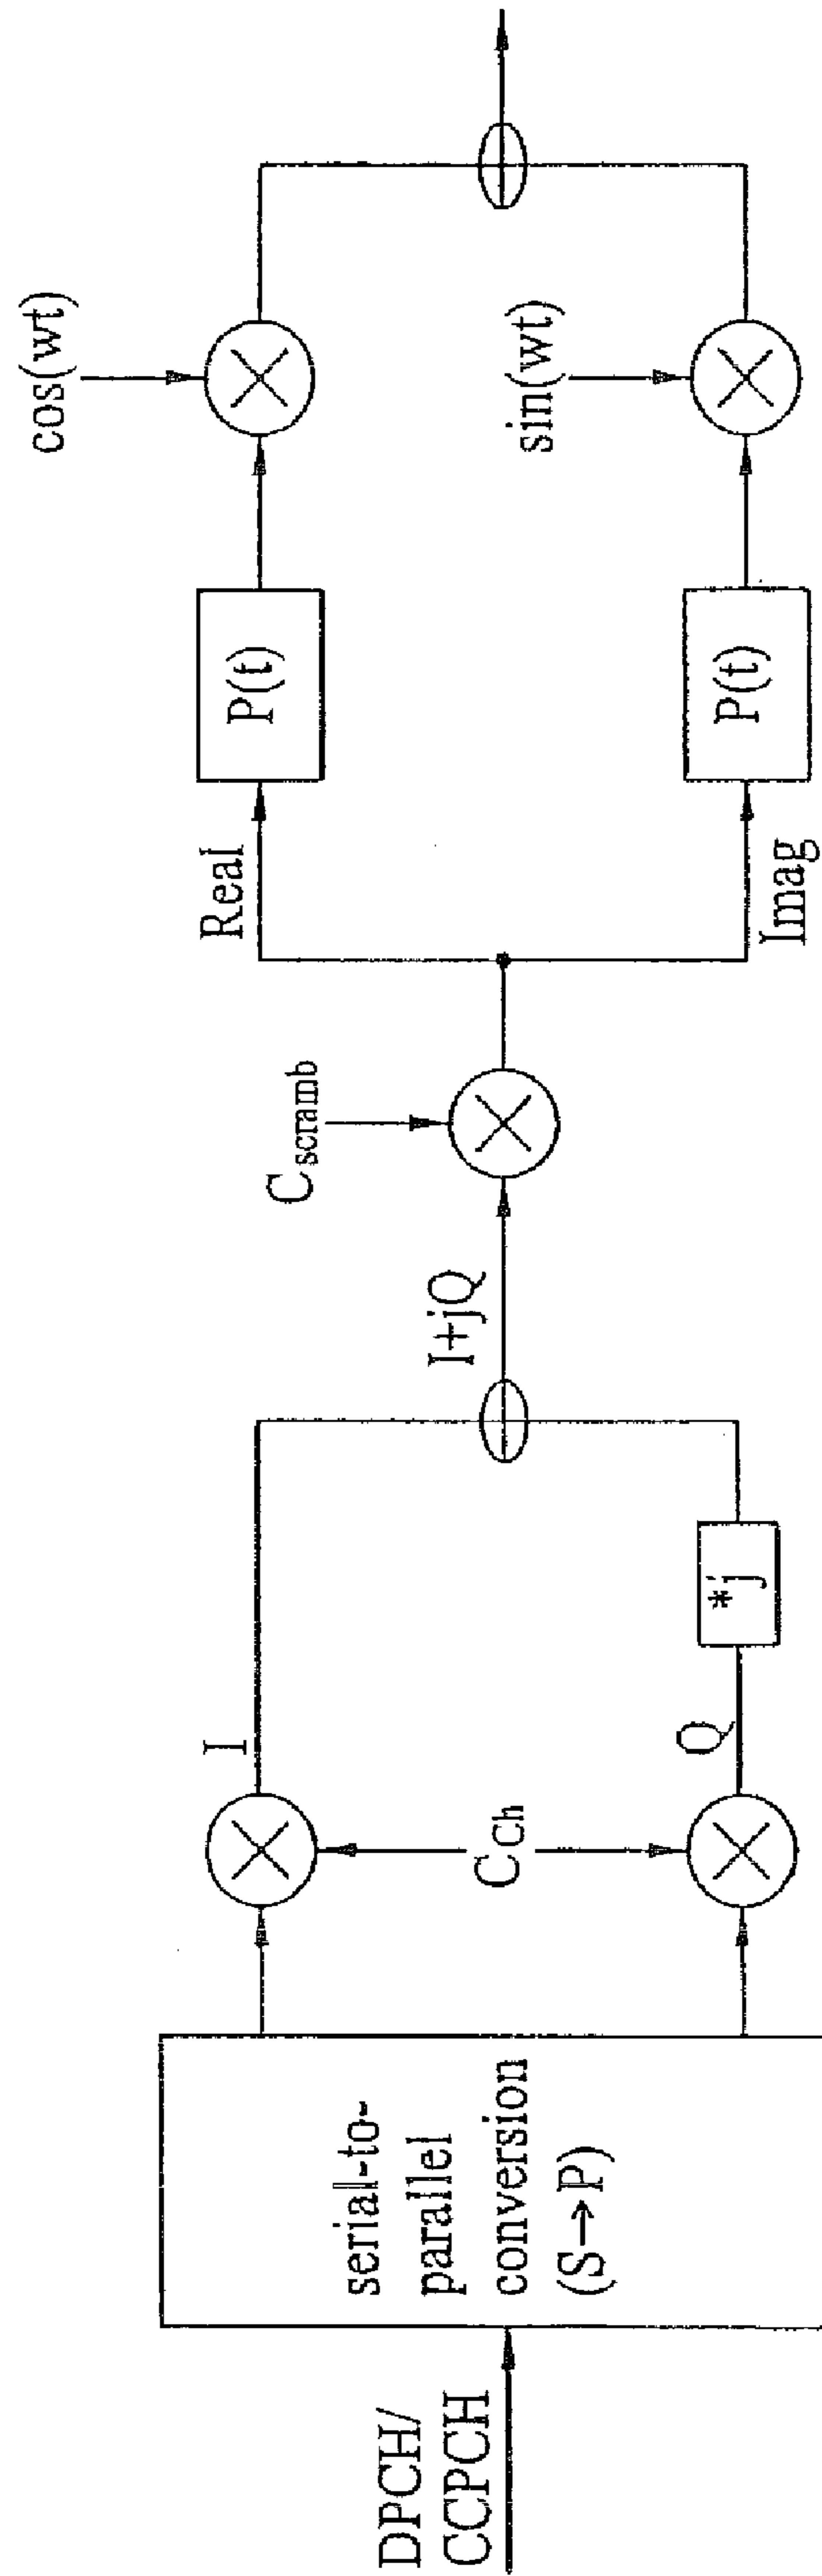 DPCH/
CCPCH
serial-to-
parallel
conversion
(S→P)
C_Ch
I
Q
*j
I+jQ
C_scramb
Real
Imag
P(t)
P(t)
cos(wt)
sin(wt)